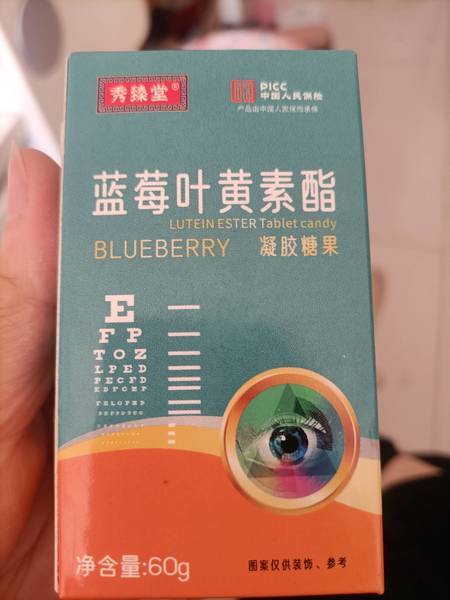 秀臻堂®
PICC
中国人民保险
产品由中国人民保险承保
蓝莓叶黄素酯
LUTEIN ESTER Tablet candy
BLUEBERRY 凝胶糖果
E
F P
T O Z
L P E D
P E C F D
E D F C Z P
F E L O P Z D
净含量:60g
图案仅供装饰、参考